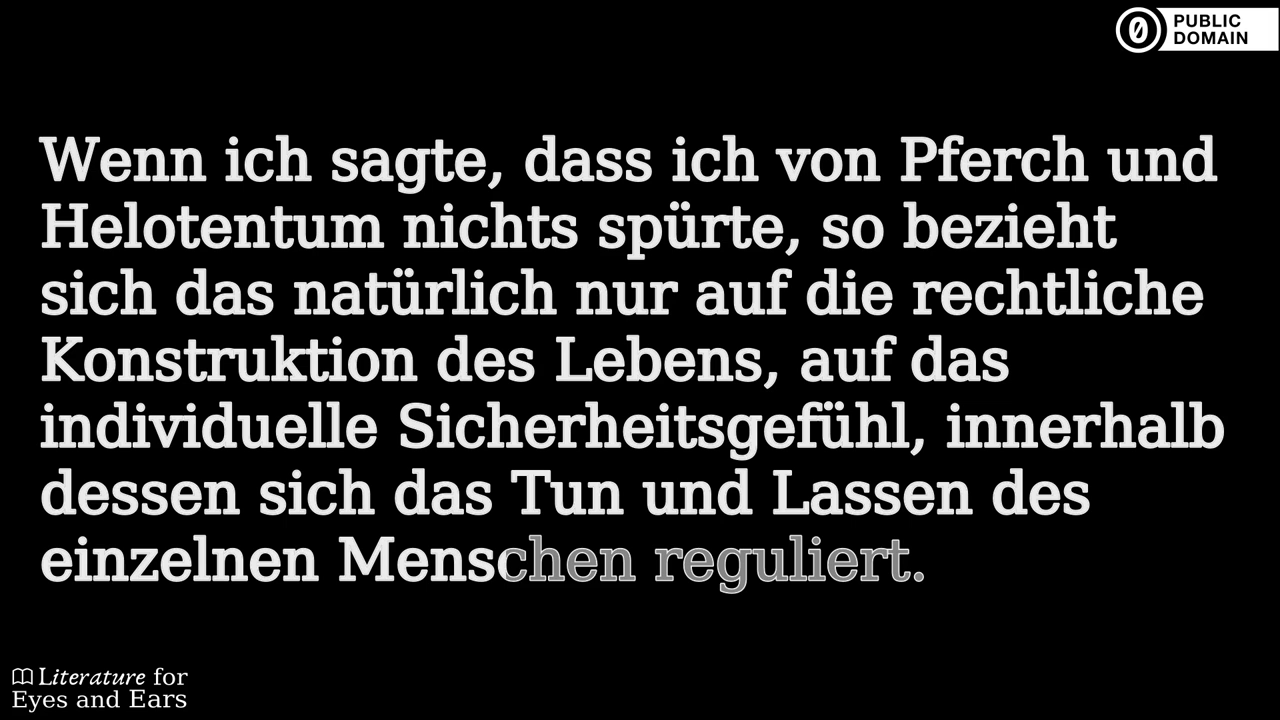 PUBLIC
DOMAIN
Wenn ich sagte, dass ich von Pferch und
Helotentum nichts spürte, so bezieht
sich das natürlich nur auf die rechtliche
Konstruktion des Lebens, auf das
individuelle Sicherheitsgefühl, innerhalb
dessen sich das Tun und Lassen des
einzelnen Menschen reguliert.
Literature for
Eyes and Ears